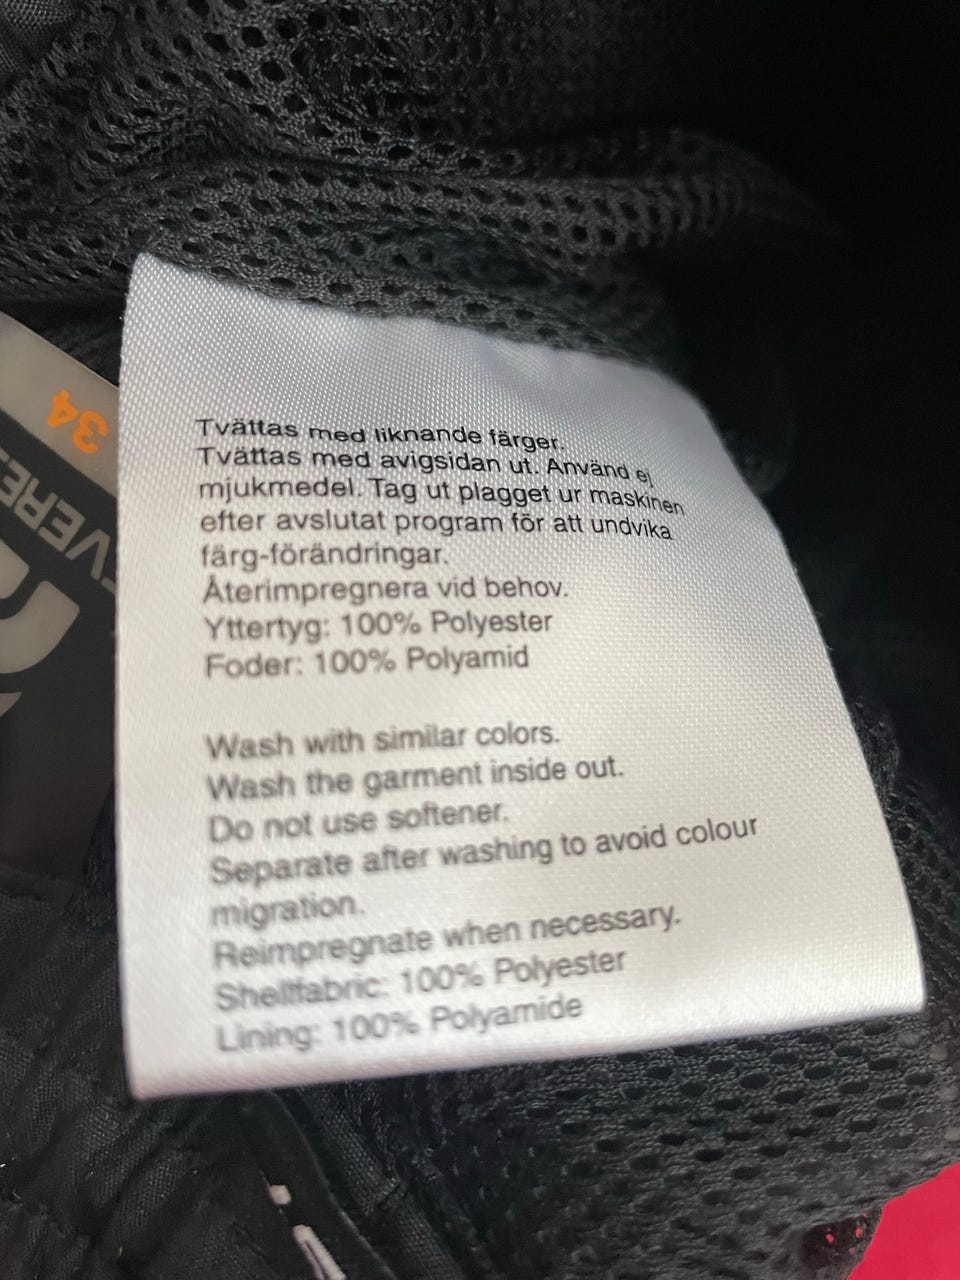 Tvättas med liknande färger.
Tvättas med avigsidan ut. Använd ej
mjukmedel. Tag ut plagget ur maskinen
efter avslutat program för att undvika
färg-förändringar.
Återimpregnera vid behov.
Yttertyg: 100% Polyester
Foder: 100% Polyamid
Wash with similar colors.
Wash the garment inside out.
Do not use softener.
Separate after washing to avoid colour
migration.
Reimpregnate when necessary.
Shellfabric: 100% Polyester
Lining: 100% Polyamide
34